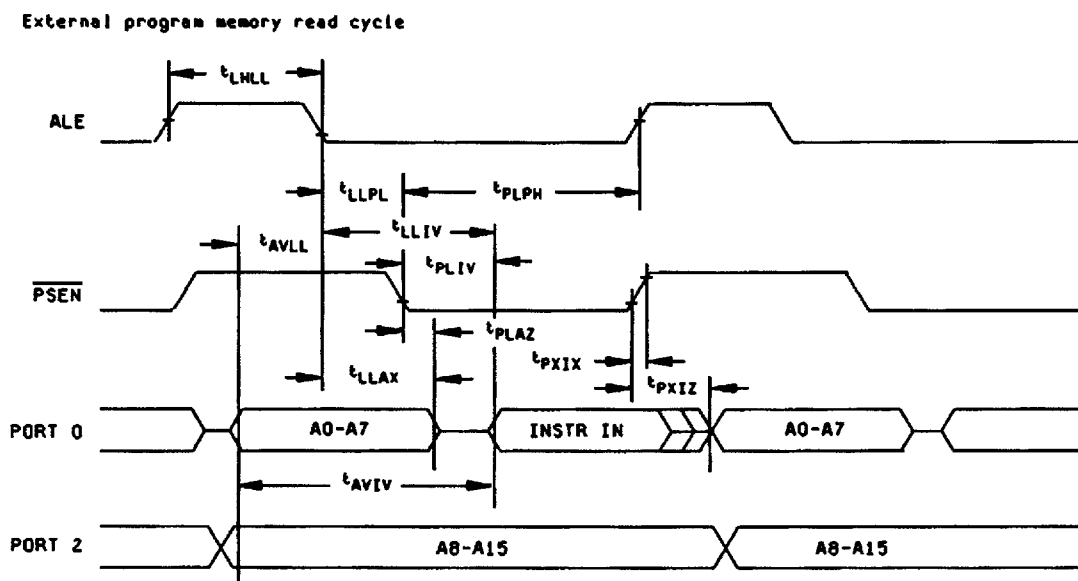 External program memory read cycle
tLHLL
ALE
tLLPL
tPLPH
tLLIV
tAVLL
tPLIV
PSEN
tPLAZ
tPXIX
tLLAX
tPXIZ
PORT 0
A0-A7
INSTR IN
A0-A7
tAVIV
PORT 2
A8-A15
A8-A15